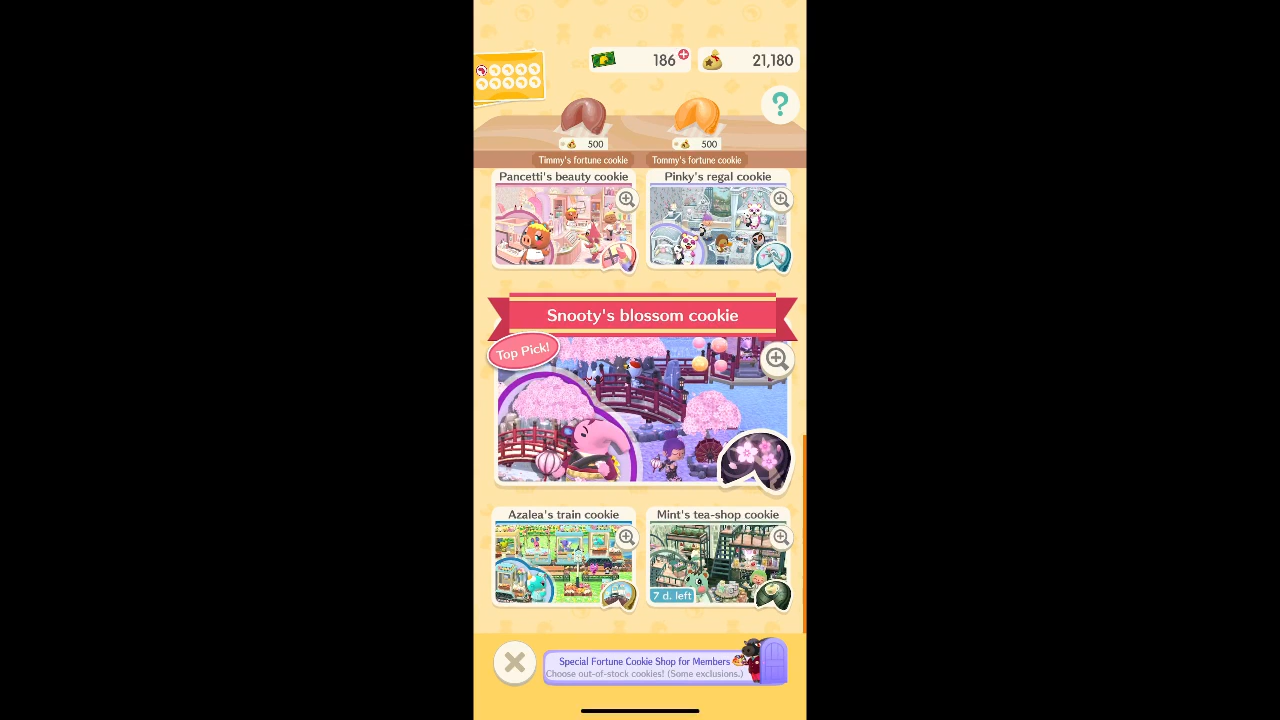 186
21,180
?
500
500
Timmy's fortune cookie
Tommy's fortune cookie
Pancetti's beauty cookie
Pinky's regal cookie
Snooty's blossom cookie
Top Pick!
Azalea's train cookie
Mint's tea-shop cookie
7 d. left
Special Fortune Cookie Shop for Members
Choose out-of-stock cookies! (Some exclusions.)